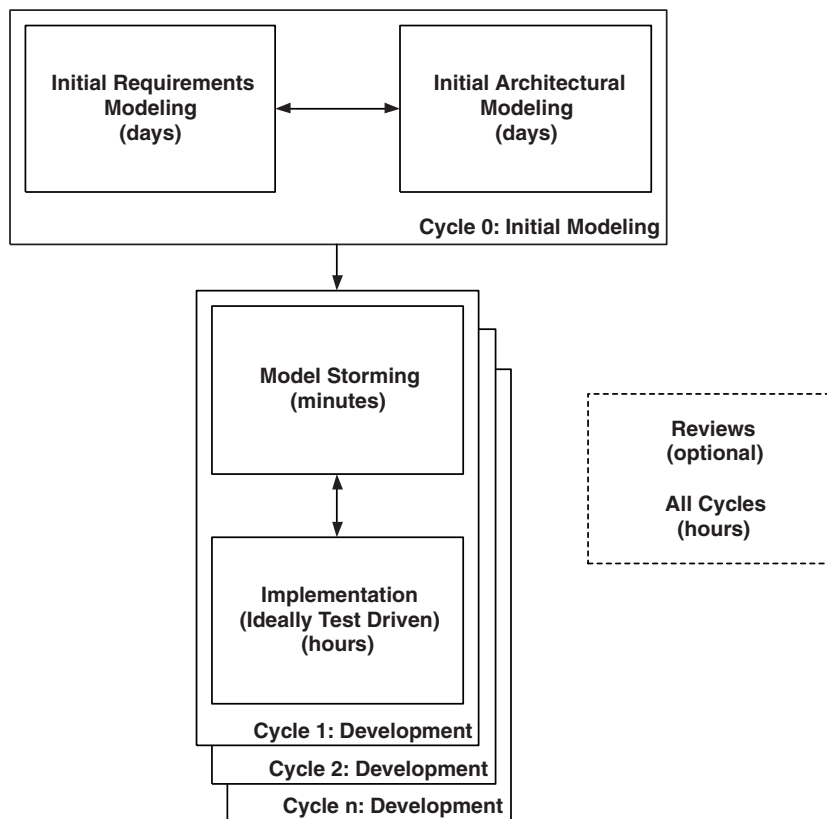 Initial Requirements
Modeling
(days)
Initial Architectural
Modeling
(days)
Cycle 0: Initial Modeling
Model Storming
(minutes)
Reviews
(optional)
All Cycles
(hours)
Implementation
(Ideally Test Driven)
(hours)
Cycle 1: Development
Cycle 2: Development
Cycle n: Development